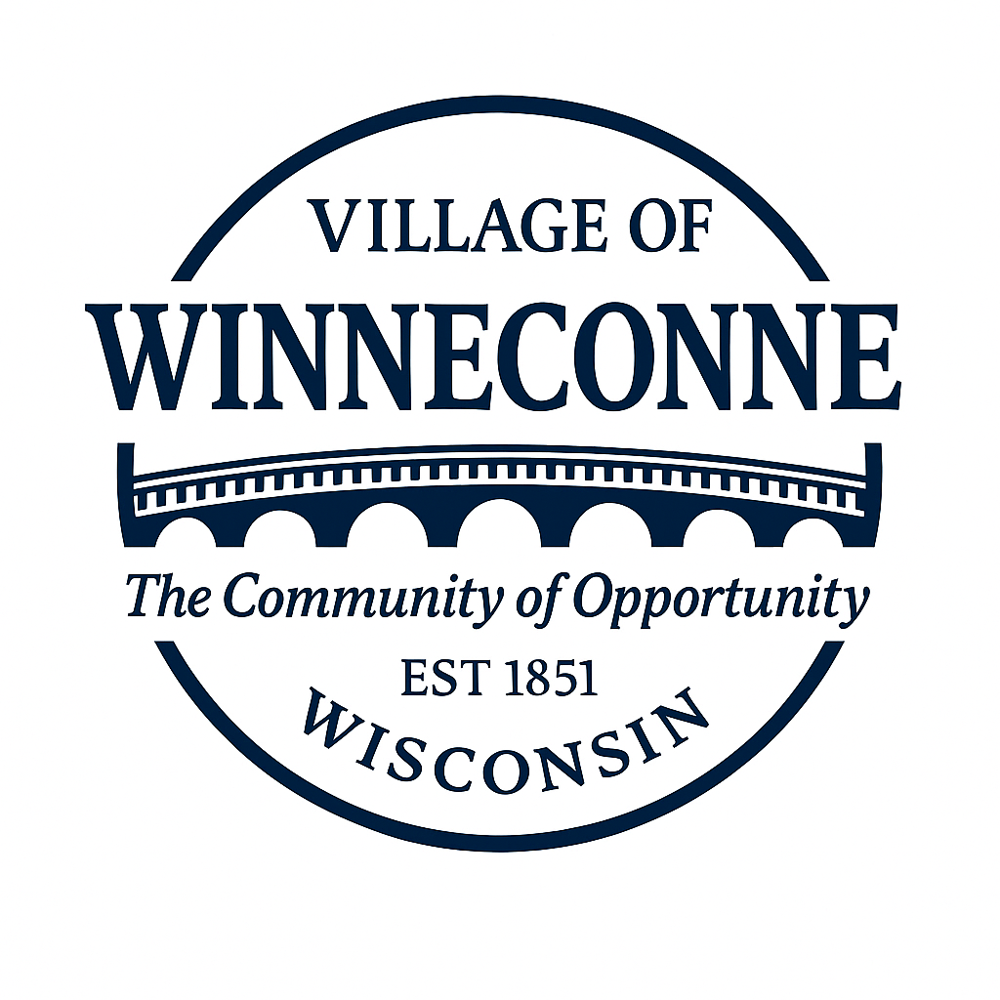 VILLAGE OF
WINNECONNE
The Community of Opportunity
EST 1851
WISCONSIN